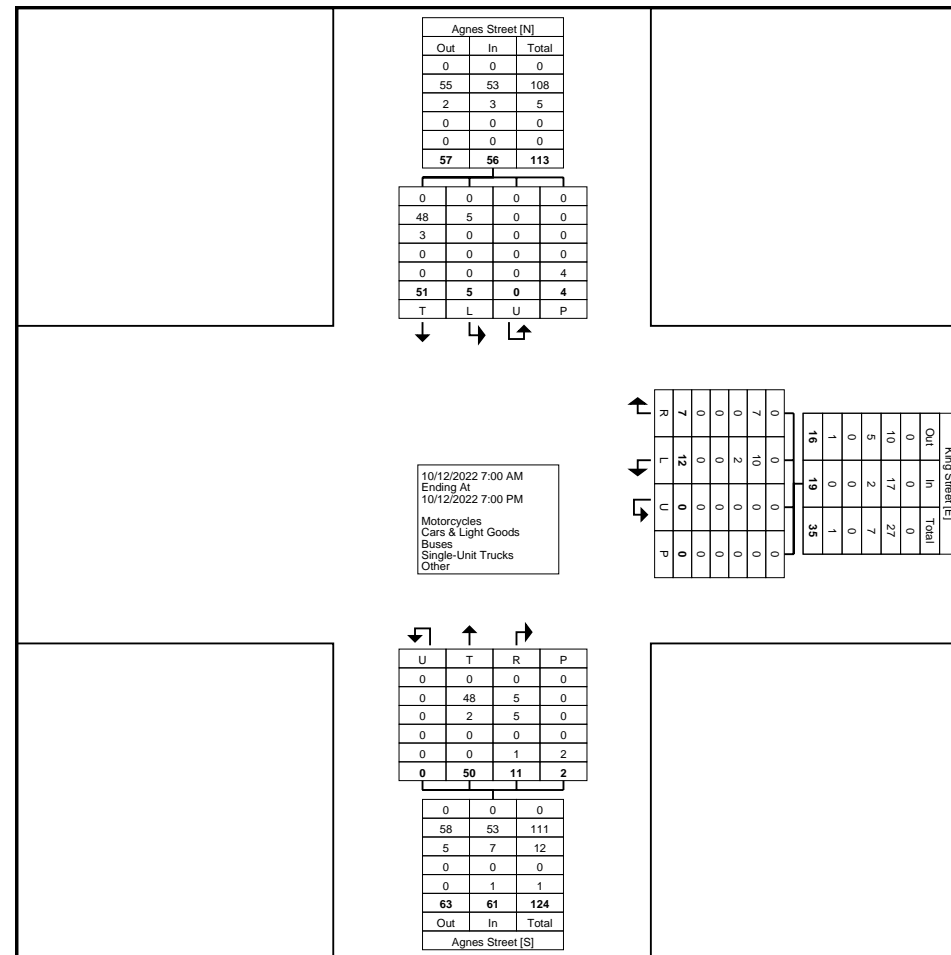 Agnes Street [N]
Out In Total
0 0 0
55 53 108
2 3 5
0 0 0
0 0 0
57 56 113
0 0 0 0
48 5 0 0
3 0 0 0
0 0 0 0
0 0 0 4
51 5 0 4
T L U P
King Street [E]
Out In Total
0 0 0
10 17 27
5 2 7
0 0 0
1 0 1
16 19 35
0 0 0 0
7 10 0 0
0 2 0 0
0 0 0 0
0 0 0 0
7 12 0 0
R L U P
10/12/2022 7:00 AM
Ending At
10/12/2022 7:00 PM
Motorcycles
Cars & Light Goods
Buses
Single-Unit Trucks
Other
U T R P
0 0 0 0
0 48 5 0
0 2 5 0
0 0 0 0
0 0 1 2
0 50 11 2
0 0 0
58 53 111
5 7 12
0 0 0
0 1 1
63 61 124
Out In Total
Agnes Street [S]